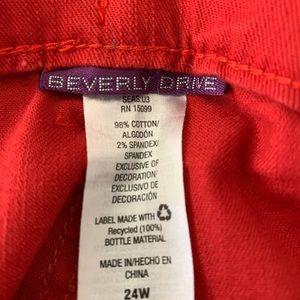 BEVERLY DRIVE
SEAS:U3
RN 15099
98% COTTON/
ALGODÓN
2% SPANDEX/
SPANDEX
EXCLUSIVE OF
DECORATION/
EXCLUSIVO DE
DECORACIÓN
LABEL MADE WITH
Recycled (100%)
BOTTLE MATERIAL
MADE IN/HECHO EN
CHINA
24W